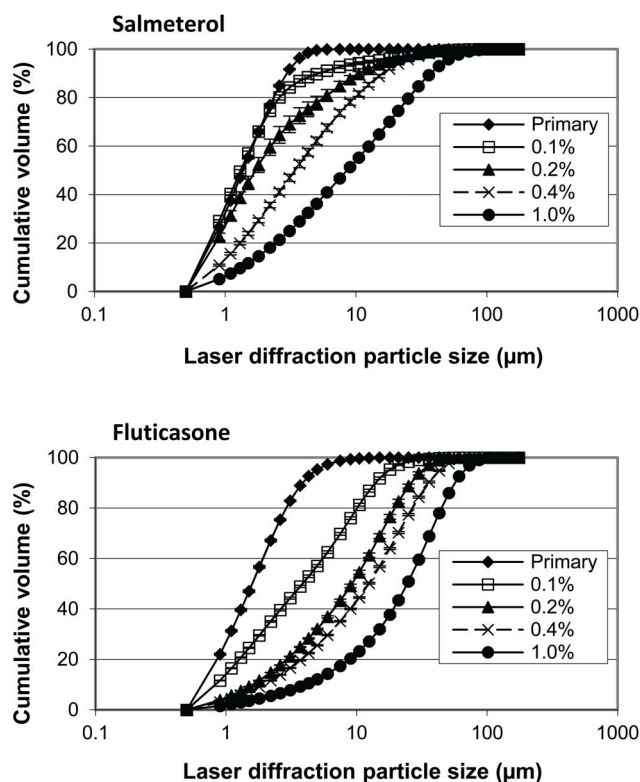 Salmeterol
100
80
60
40
20
0
Cumulative volume (%)
Primary
0.1%
0.2%
0.4%
1.0%
0.1 1 10 100 1000
Laser diffraction particle size (μm)
Fluticasone
100
80
60
40
20
0
Cumulative volume (%)
Primary
0.1%
0.2%
0.4%
1.0%
0.1 1 10 100 1000
Laser diffraction particle size (μm)